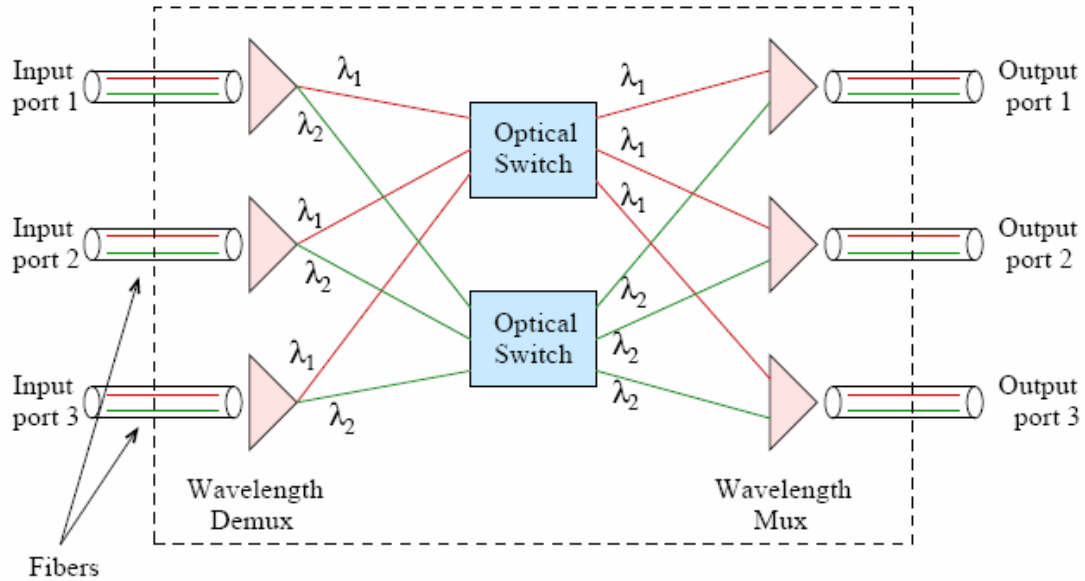 Input
port 1
λ1
λ2
Optical
Switch
λ1
λ1
λ1
Output
port 1
Input
port 2
λ1
λ2
Output
port 2
Optical
Switch
λ2
λ2
λ2
Input
port 3
λ1
λ2
Output
port 3
Wavelength
Demux
Wavelength
Mux
Fibers